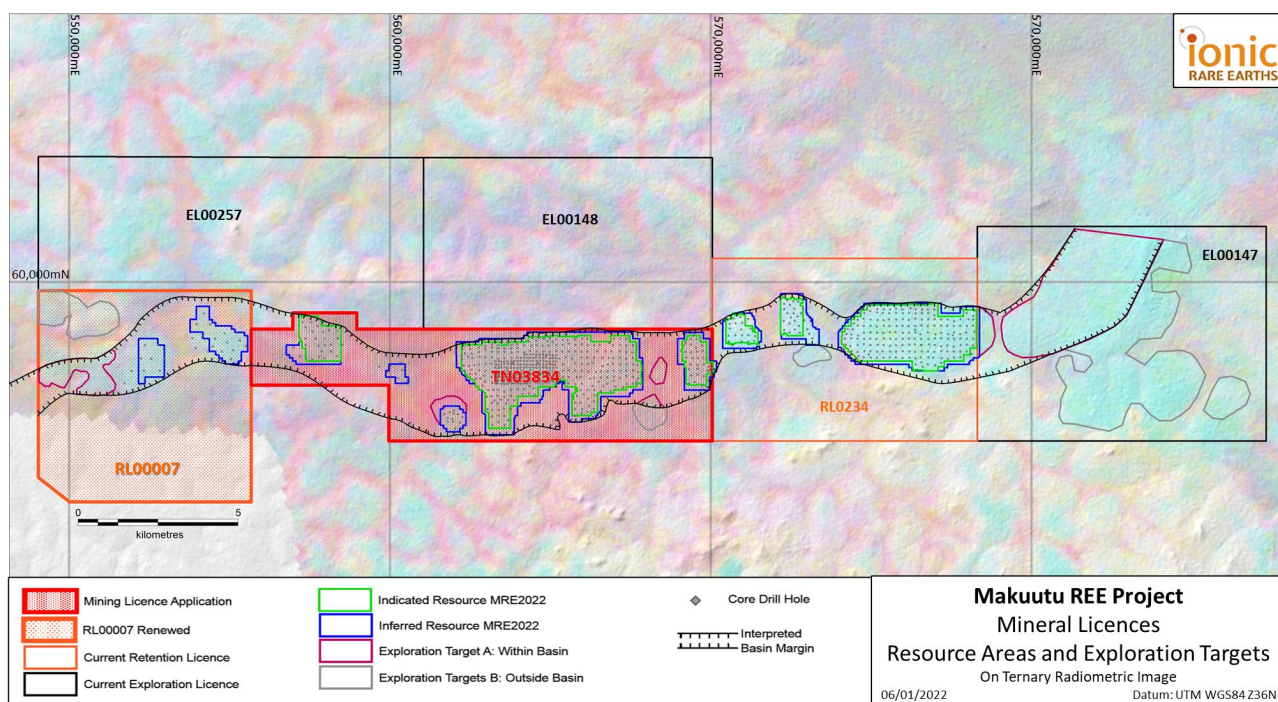 550,000mE
560,000mE
570,000mE
570,000mE
ionic
RARE EARTHS
EL00257
EL00148
EL00147
60,000mN
TN03834
RL0234
RL00007
0 5
kilometres
Mining Licence Application
RL00007 Renewed
Current Retention Licence
Current Exploration Licence
Indicated Resource MRE2022
Inferred Resource MRE2022
Exploration Target A: Within Basin
Exploration Targets B: Outside Basin
Core Drill Hole
Interpreted
Basin Margin
Makuutu REE Project
Mineral Licences
Resource Areas and Exploration Targets
On Ternary Radiometric Image
06/01/2022 Datum: UTM WGS84 Z36N